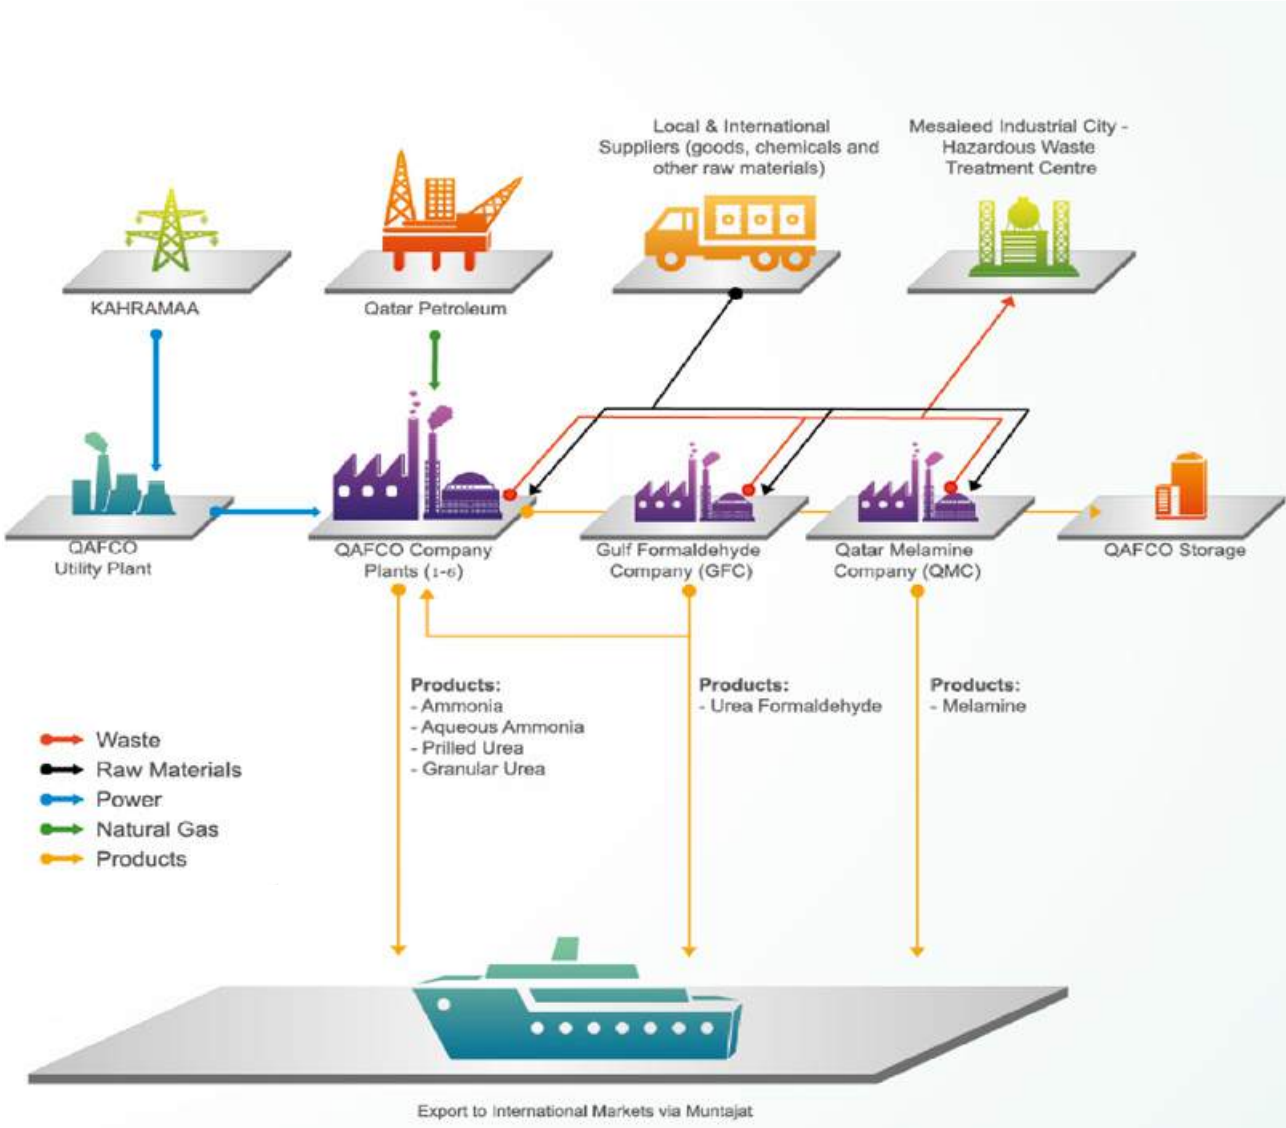 Local & International
Suppliers (goods, chemicals and
other raw materials)
Mesaieed Industrial City -
Hazardous Waste
Treatment Centre
KAHRAMAA
Qatar Petroleum
QAFCO
Utility Plant
QAFCO Company
Plants (1-6)
Gulf Formaldehyde
Company (GFC)
Qatar Melamine
Company (QMC)
QAFCO Storage
Products:
- Ammonia
- Aqueous Ammonia
- Prilled Urea
- Granular Urea
Products:
- Urea Formaldehyde
Products:
- Melamine
Waste
Raw Materials
Power
Natural Gas
Products
Export to International Markets via Muntajat